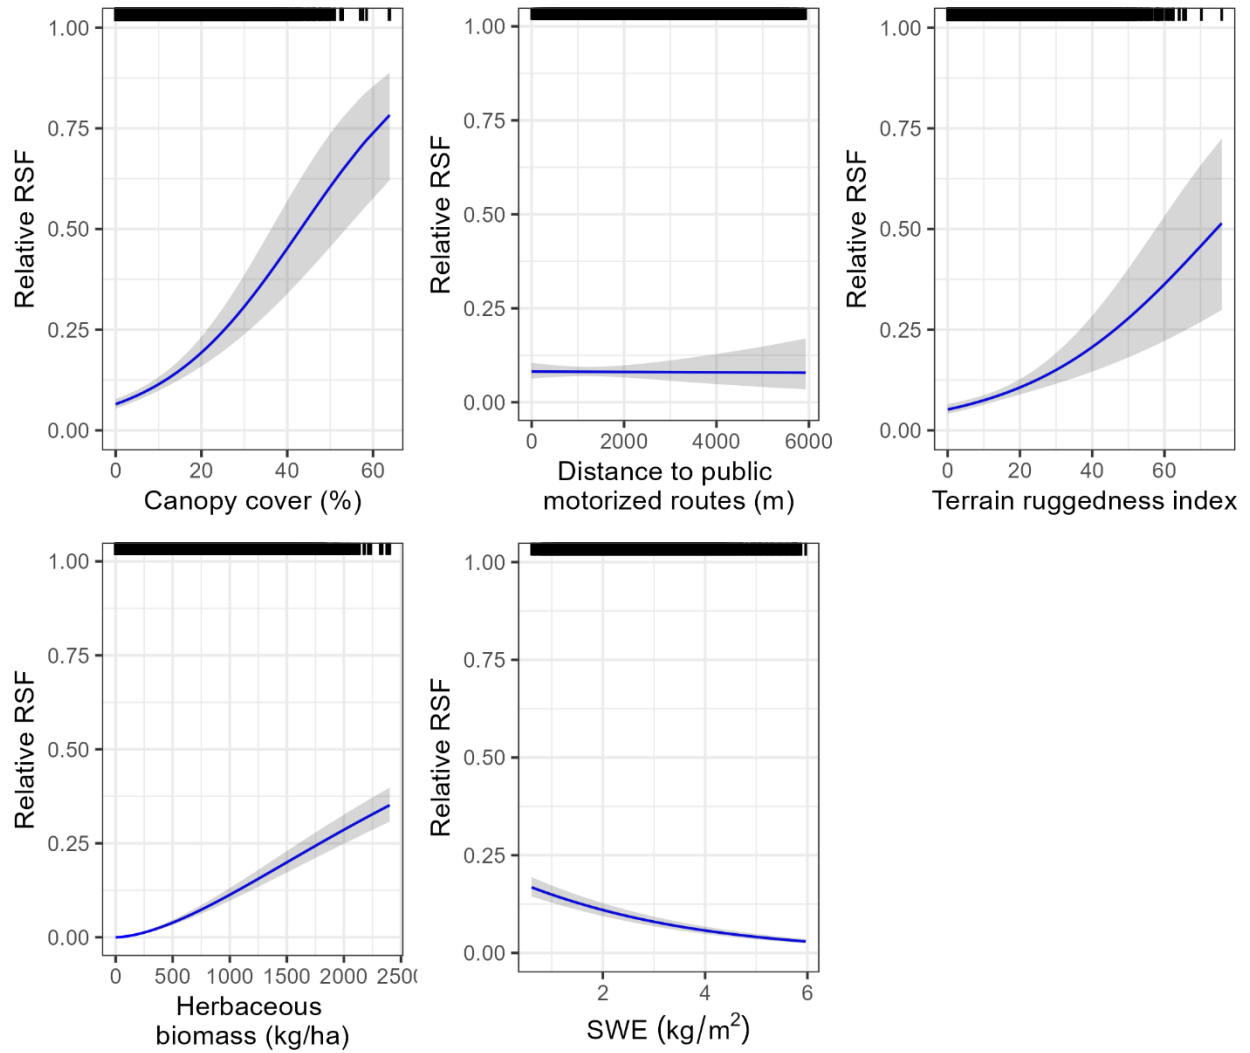 1.00
0.75
0.50
0.25
0.00
Relative RSF
0 20 40 60
Canopy cover (%)
1.00
0.75
0.50
0.25
0.00
Relative RSF
0 2000 4000 6000
Distance to public
motorized routes (m)
1.00
0.75
0.50
0.25
0.00
Relative RSF
0 20 40 60
Terrain ruggedness index
1.00
0.75
0.50
0.25
0.00
Relative RSF
0 500 1000 1500 2000 250
Herbaceous
biomass (kg/ha)
1.00
0.75
0.50
0.25
0.00
Relative RSF
2 4 6
SWE (kg/m²)